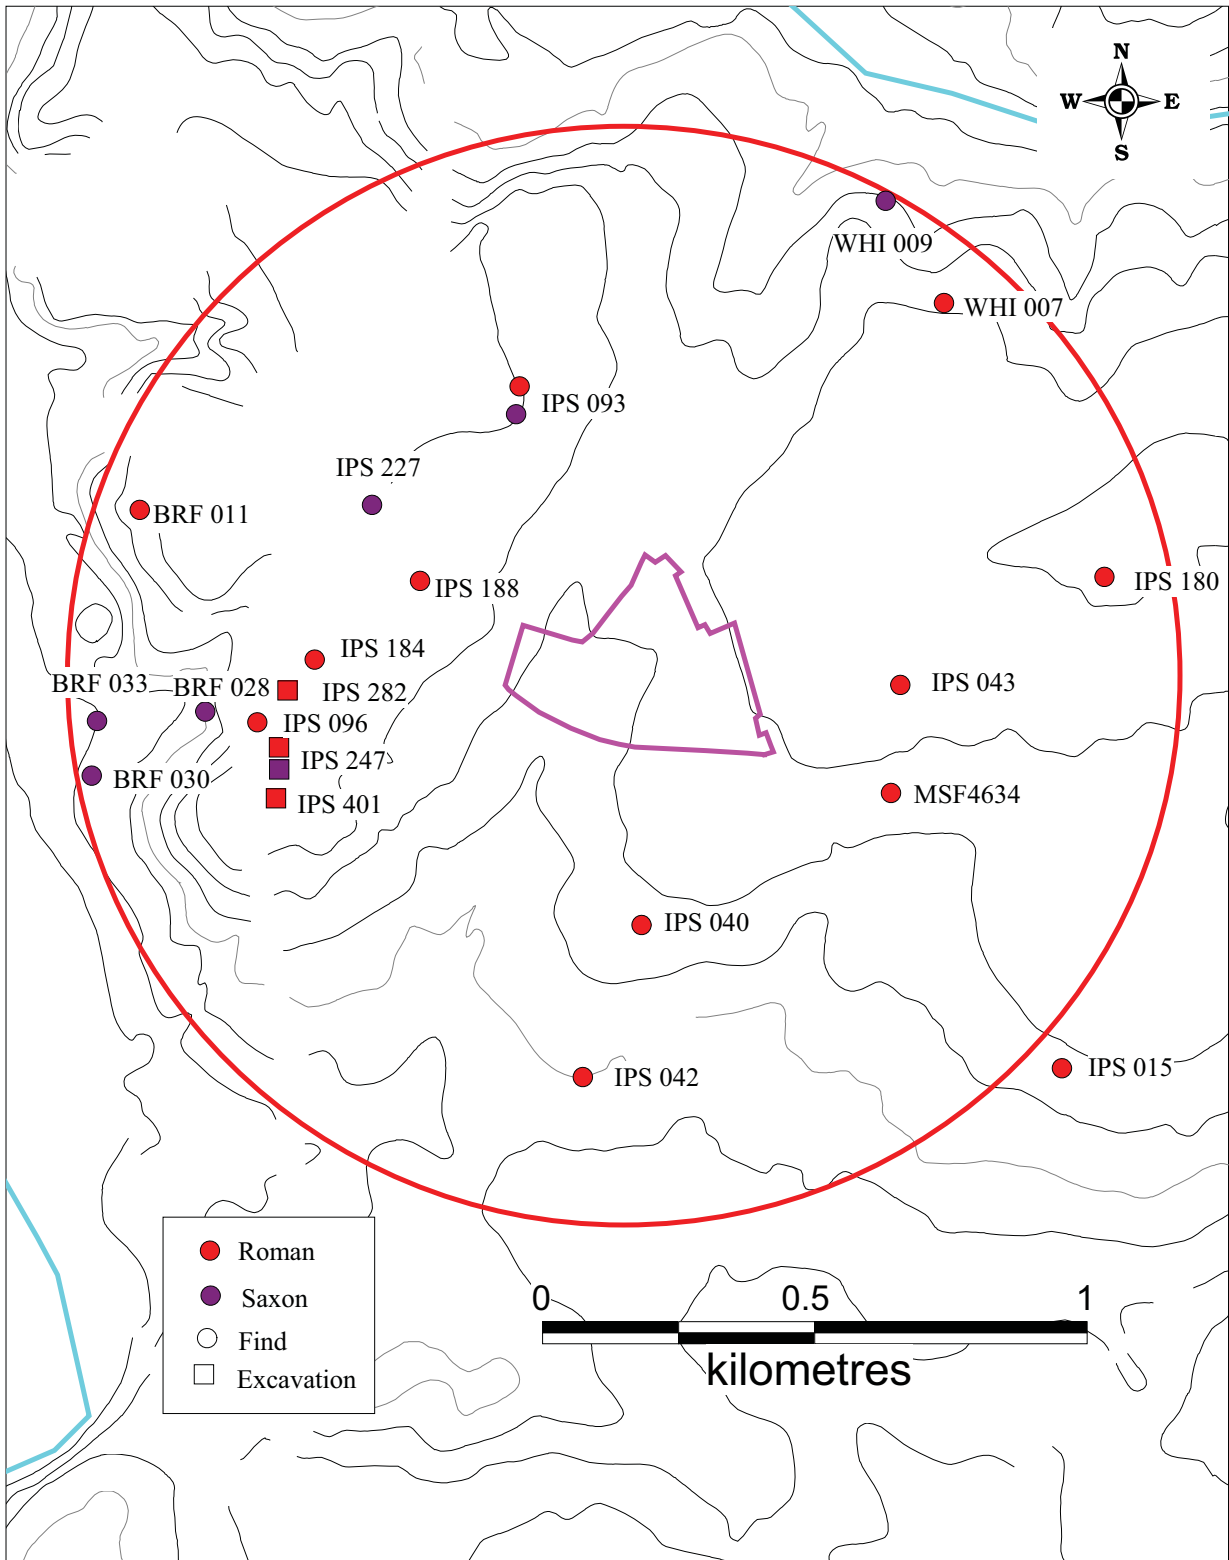 N
W E
S
WHI 009
WHI 007
IPS 093
IPS 227
BRF 011
IPS 188
IPS 180
IPS 184
BRF 033
BRF 028
IPS 282
IPS 043
IPS 096
IPS 247
BRF 030
IPS 401
MSF4634
IPS 040
IPS 042
IPS 015
Roman
Saxon
Find
Excavation
0 0.5 1
kilometres